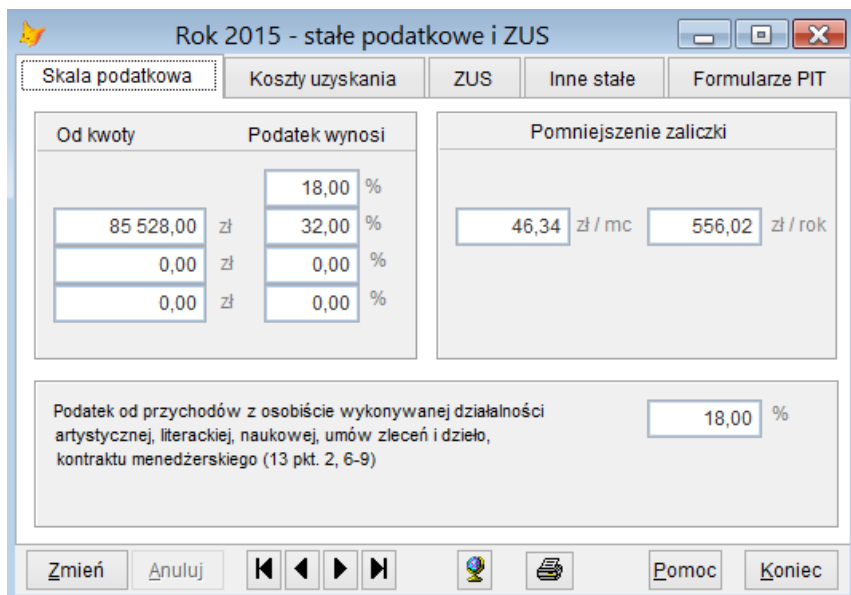 Rok 2015 - stałe podatkowe i ZUS
Skala podatkowa Koszty uzyskania ZUS Inne stałe Formularze PIT
Od kwoty Podatek wynosi
18,00 %
85 528,00 zł 32,00 %
0,00 zł 0,00 %
0,00 zł 0,00 %
Pomniejszenie zaliczki
46,34 zł / mc 556,02 zł / rok
Podatek od przychodów z osobiście wykonywanej działalności
artystycznej, literackiej, naukowej, umów zleceń i dzieło,
kontraktu menedżerskiego (13 pkt. 2, 6-9)
18,00 %
Zmień Anuluj Pomoc Koniec